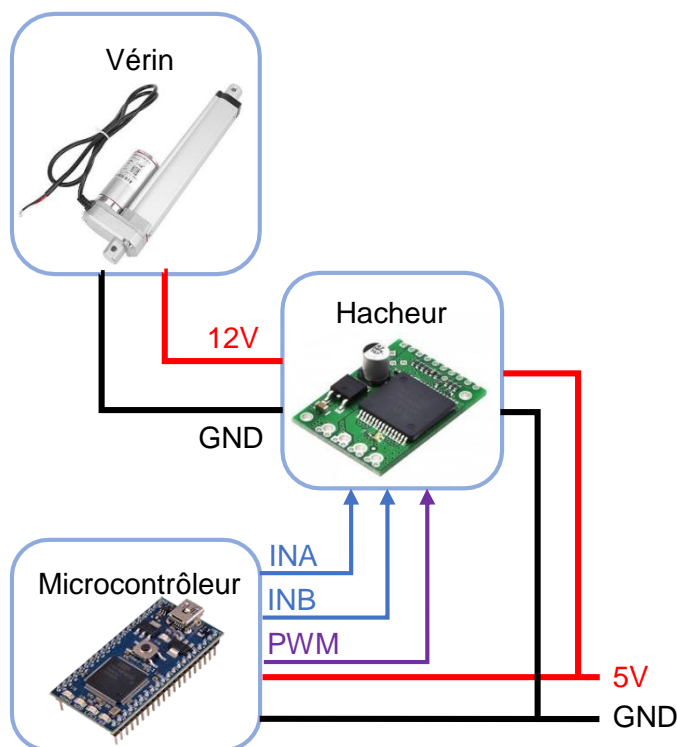 Vérin
Hacheur
12V
GND
Microcontrôleur
INA
INB
PWM
5V
GND